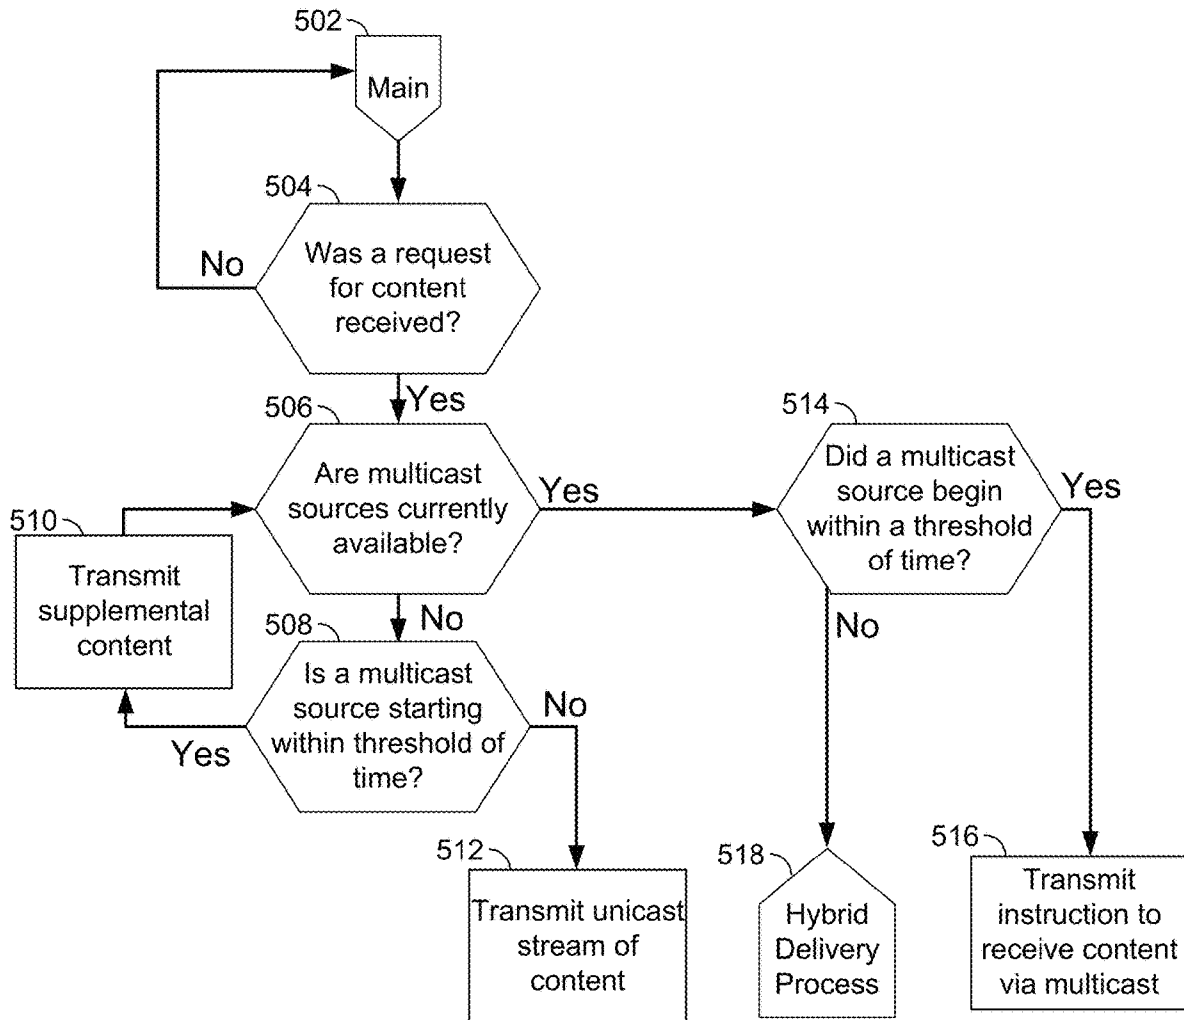 502
Main
504
Was a request
for content
received?
No
Yes
506
Are multicast
sources currently
available?
Yes
514
Did a multicast
source begin
within a threshold
of time?
Yes
510
Transmit
supplemental
content
No
508
Is a multicast
source starting
within threshold of
time?
Yes
No
No
512
Transmit unicast
stream of
content
518
Hybrid
Delivery
Process
516
Transmit
instruction to
receive content
via multicast